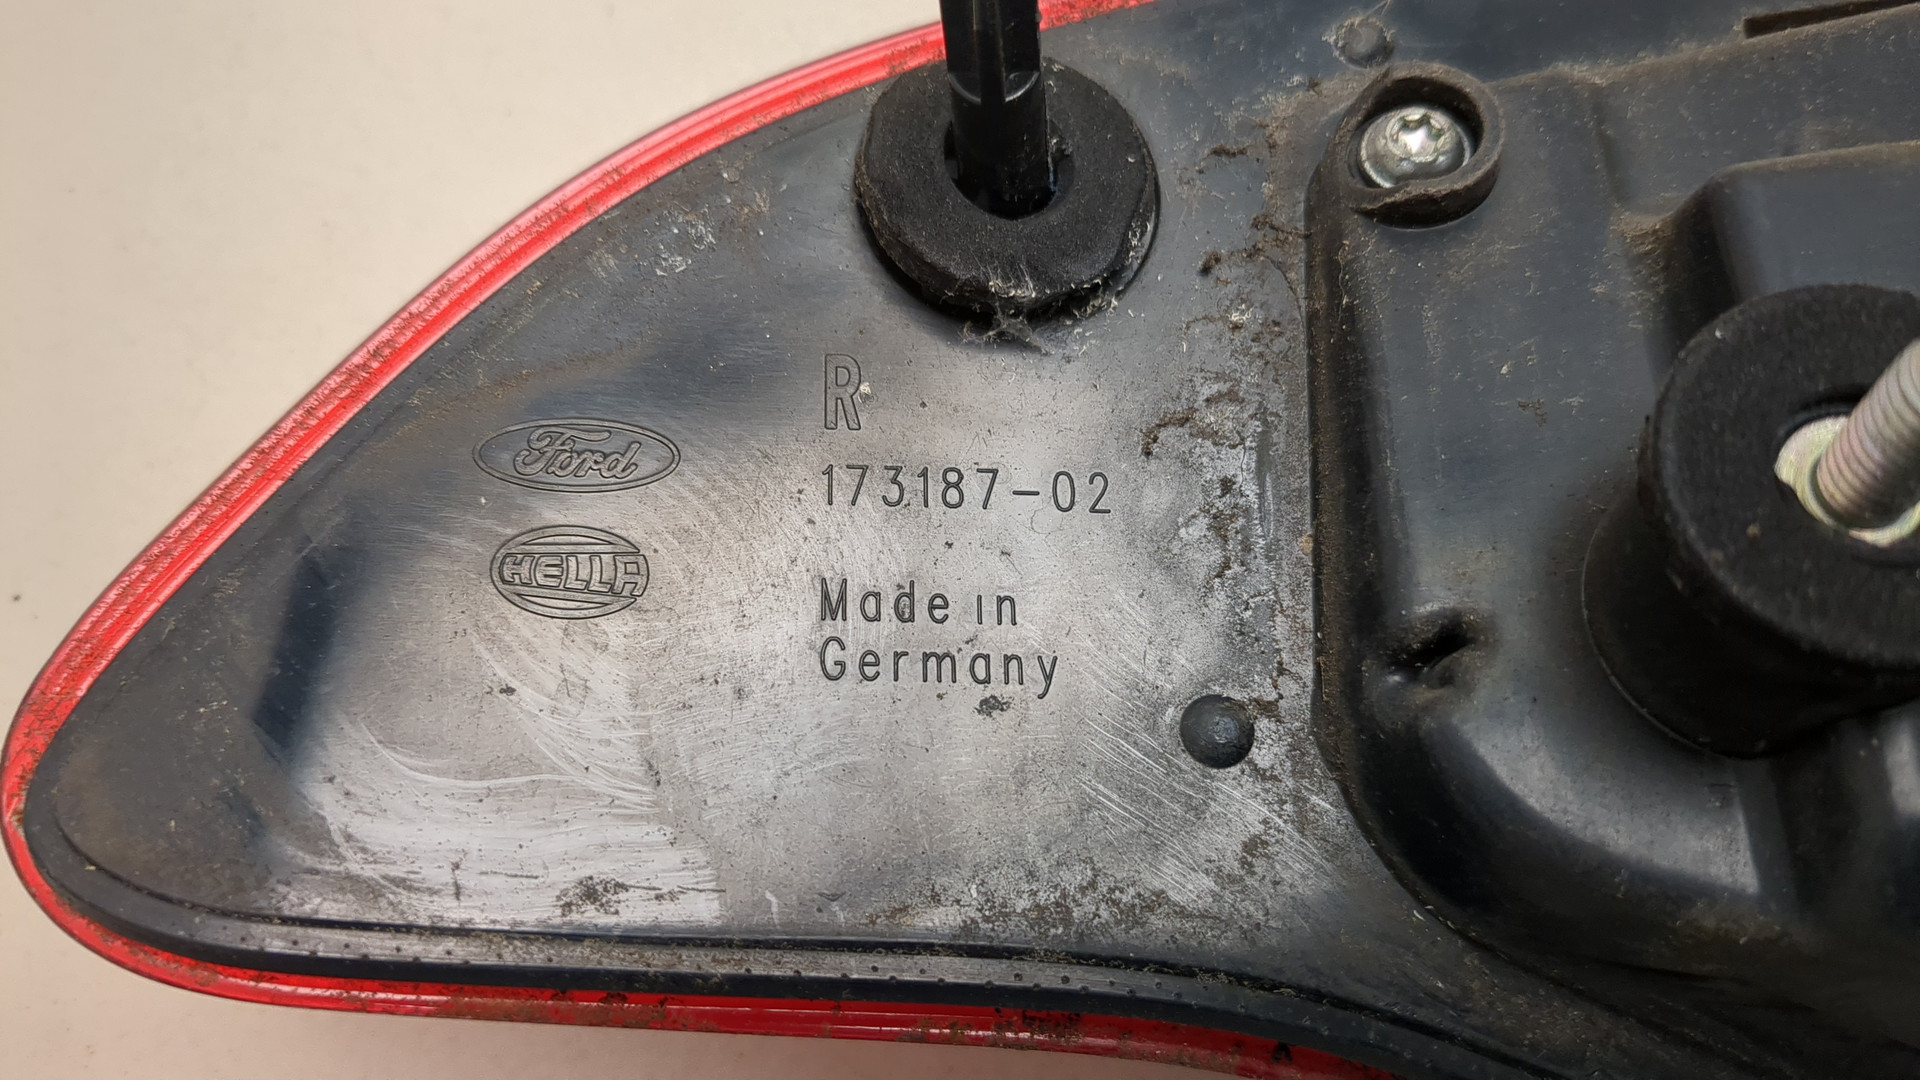 R
Ford
173187-02
HELLA
Made in
Germany